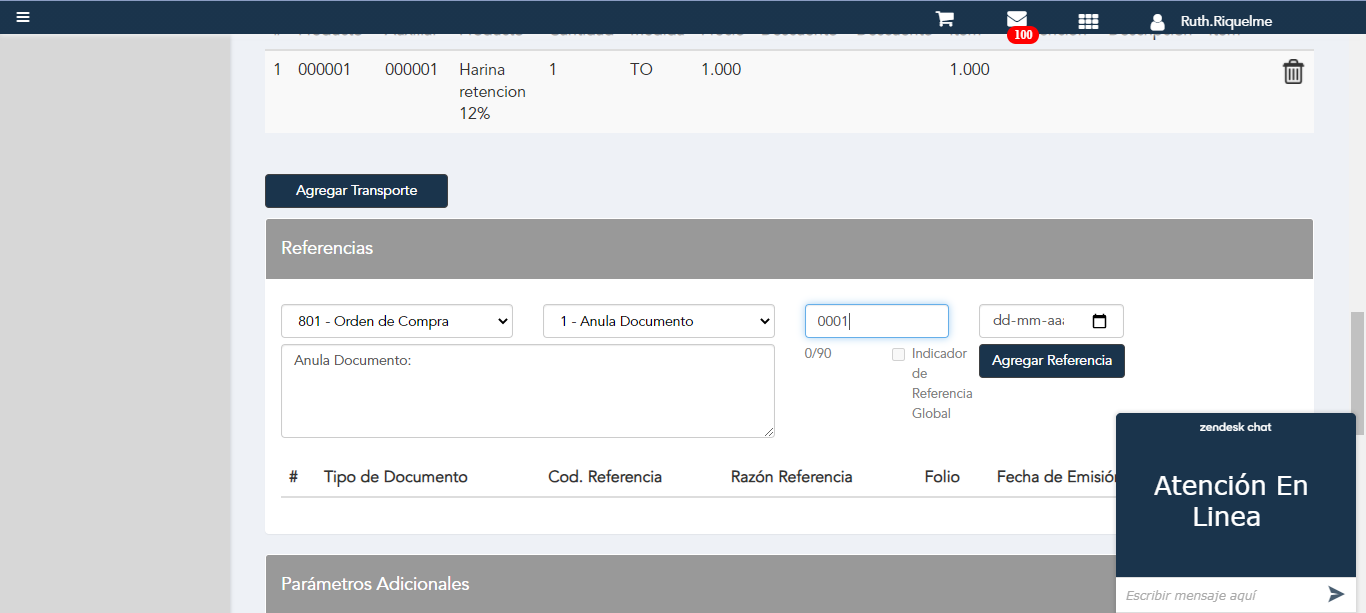 Ruth.Riquelme
100
1 000001 000001 Harina 1 TO 1.000 1.000
retencion
12%
Agregar Transporte
Referencias
801 - Orden de Compra 1 - Anula Documento 0001 dd-mm-aaa
Anula Documento: 0/90 Indicador Agregar Referencia
de
Referencia
Global
# Tipo de Documento Cod. Referencia Razón Referencia Folio Fecha de Emisión
zendesk chat
Atención En
Linea
Parámetros Adicionales
Escribir mensaje aquí